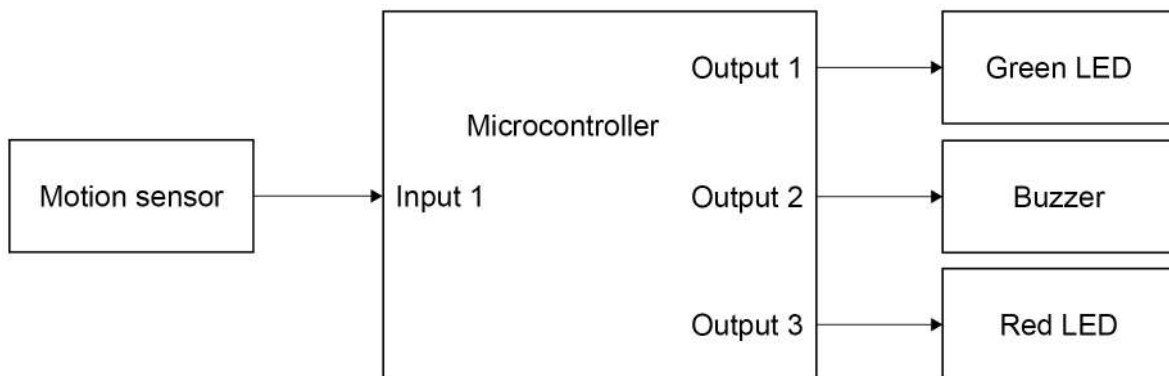 Motion sensor
Microcontroller
Input 1
Output 1
Output 2
Output 3
Green LED
Buzzer
Red LED